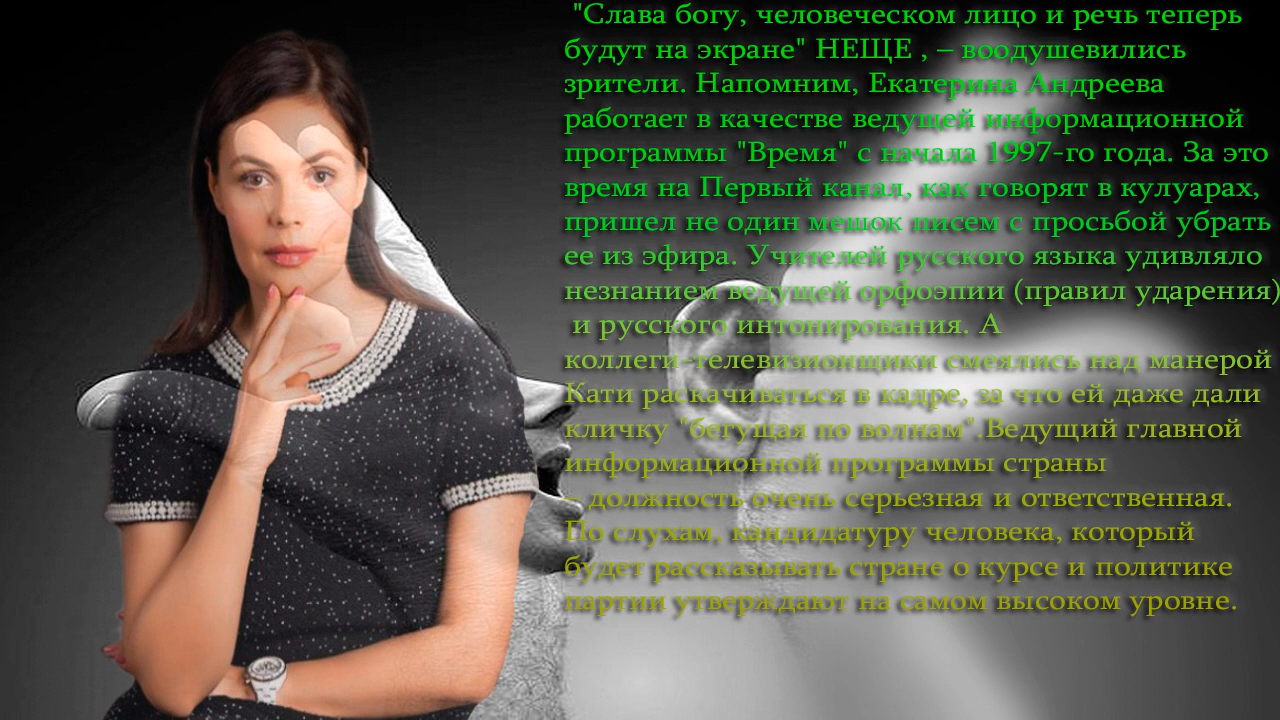 "Слава богу, человеческом лицо и речь теперь
будут на экране" НЕЩЕ , – воодушевились
зрители. Напомним, Екатерина Андреева
работает в качестве ведущей информационной
программы "Время" с начала 1997-го года. За это
время на Первый канал, как говорят в кулуарах,
пришел не один мешок писем с просьбой убрать
ее из эфира. Учителей русского языка удивляло
незнанием ведущей орфоэпии (правил ударения)
и русского интонирования. А
коллеги-телевизионщики смеялись над манерой
Кати раскачиваться в кадре, за что ей даже дали
кличку "бегущая по волнам".Ведущий главной
информационной программы страны
- должность очень серьезная и ответственная.
По слухам, кандидатуру человека, который
будет рассказывать стране о курсе и политике
партии утверждают на самом высоком уровне.